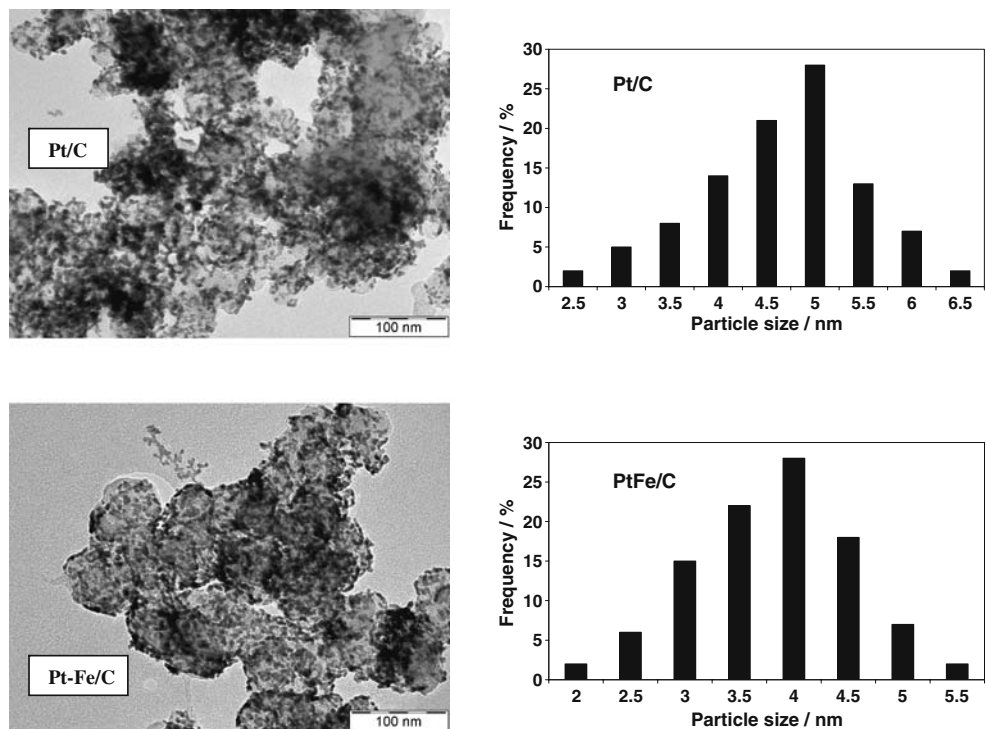 Pt/C
100 nm
30
25
20
15
10
5
0
Pt/C
Frequency / %
2.5 3 3.5 4 4.5 5 5.5 6 6.5
Particle size / nm
Pt-Fe/C
100 nm
30
25
20
15
10
5
0
PtFe/C
Frequency / %
2 2.5 3 3.5 4 4.5 5 5.5
Particle size / nm